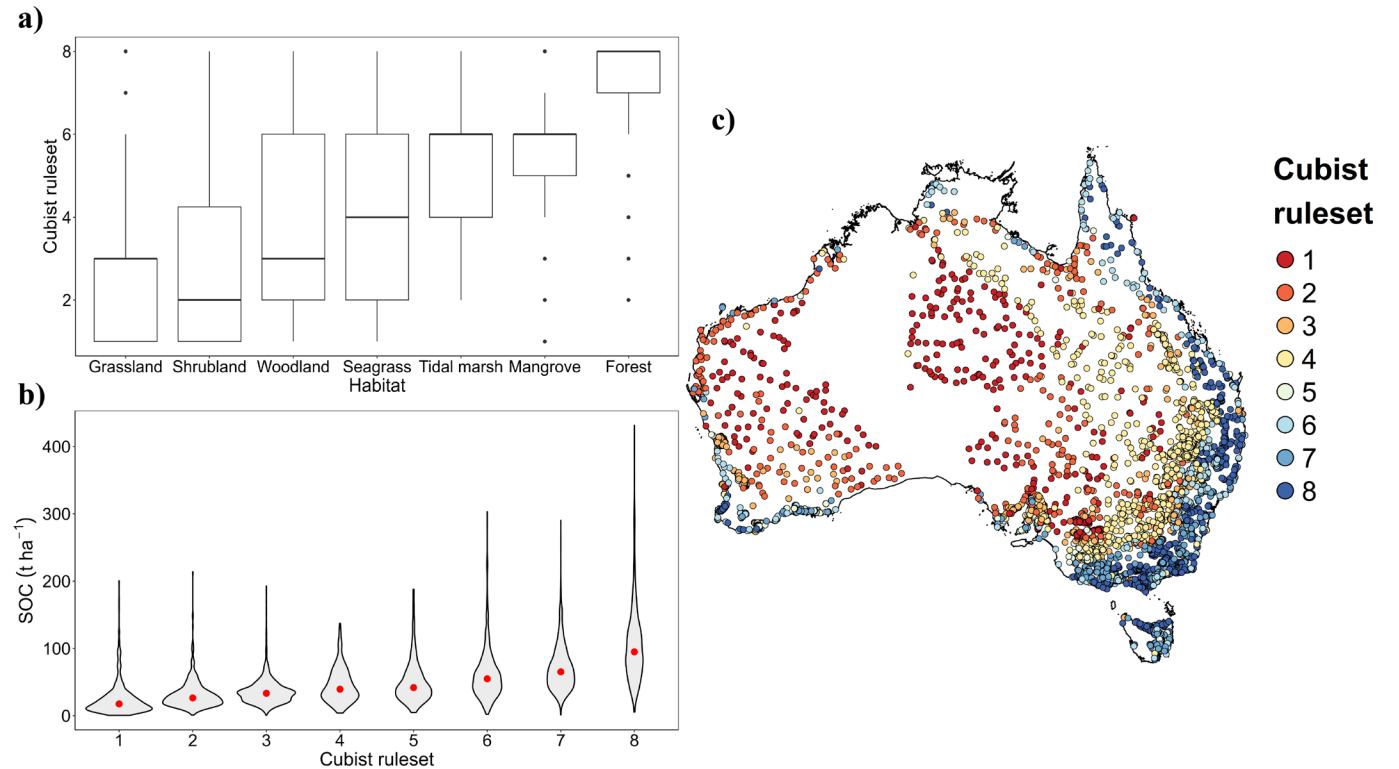 a)
Cubist ruleset
8
6
4
2
Grassland Shrubland Woodland Seagrass Tidal marsh Mangrove Forest
Habitat
b)
SOC (t ha⁻¹)
400
300
200
100
0
1 2 3 4 5 6 7 8
Cubist ruleset
c)
Cubist
ruleset
1
2
3
4
5
6
7
8